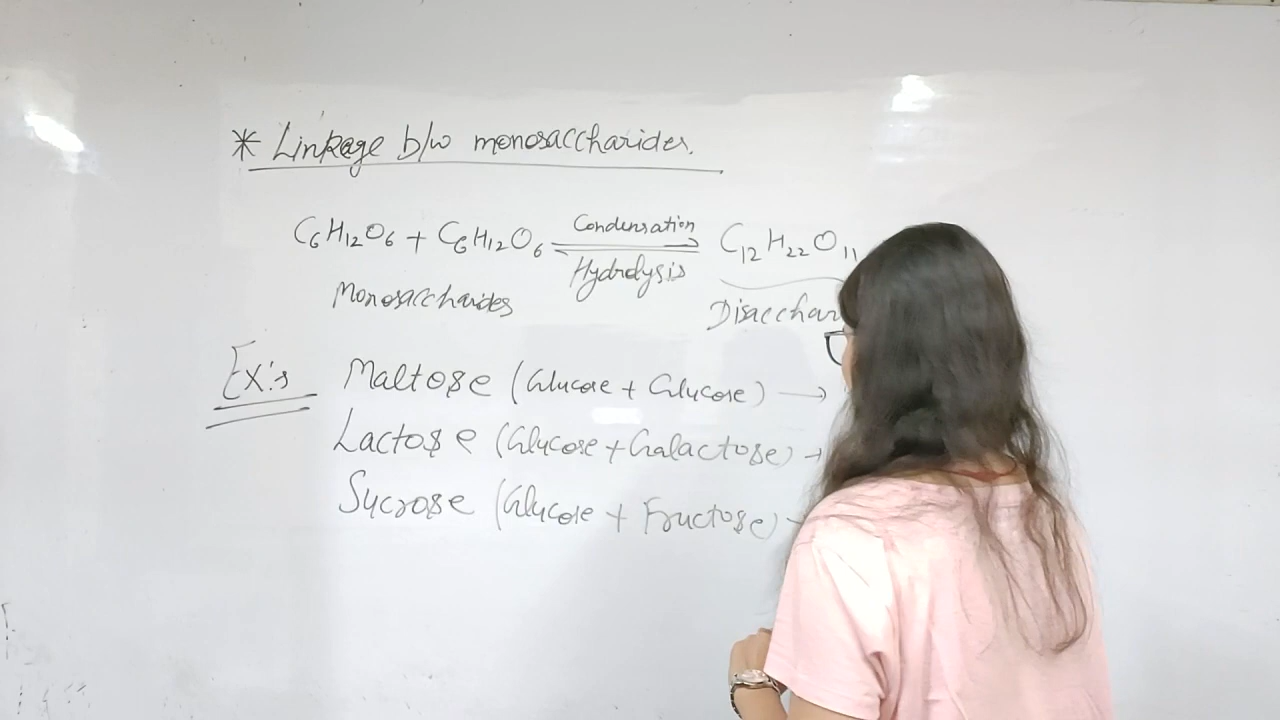 * Linkage b/w monosaccharides.
Condensation
C₆H₁₂O₆ + C₆H₁₂O₆ ⇌ C₁₂H₂₂O₁₁
Hydrolysis
Monosaccharides Disacchar
Ex's Maltose (Glucose + Glucose) →
Lactose (Glucose + Galactose) →
Sucrose (Glucose + Fructose) -